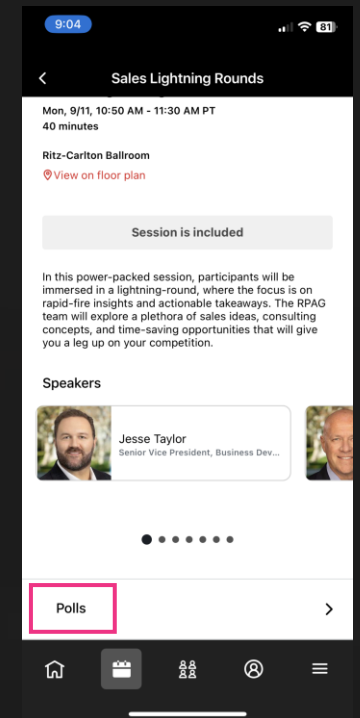 9:04
81
Sales Lightning Rounds
Mon, 9/11, 10:50 AM - 11:30 AM PT
40 minutes
Ritz-Carlton Ballroom
View on floor plan
Session is included
In this power-packed session, participants will be
immersed in a lightning-round, where the focus is on
rapid-fire insights and actionable takeaways. The RPAG
team will explore a plethora of sales ideas, consulting
concepts, and time-saving opportunities that will give
you a leg up on your competition.
Speakers
Jesse Taylor
Senior Vice President, Business Dev...
Polls